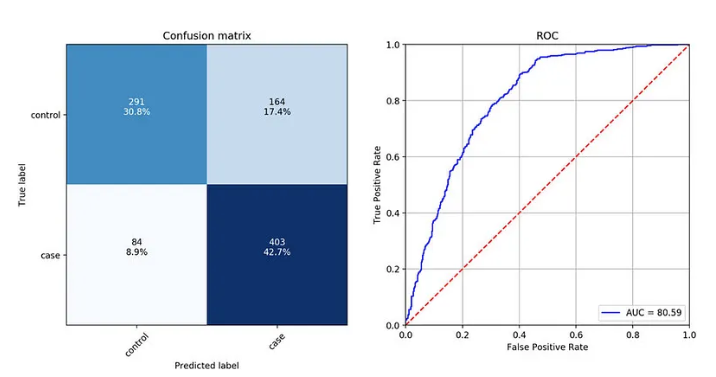 Confusion matrix
control
291
30.8%
164
17.4%
True label
case
84
8.9%
403
42.7%
control
case
Predicted label
ROC
1.0
0.8
0.6
0.4
0.2
0.0
True Positive Rate
AUC = 80.59
0.0 0.2 0.4 0.6 0.8 1.0
False Positive Rate